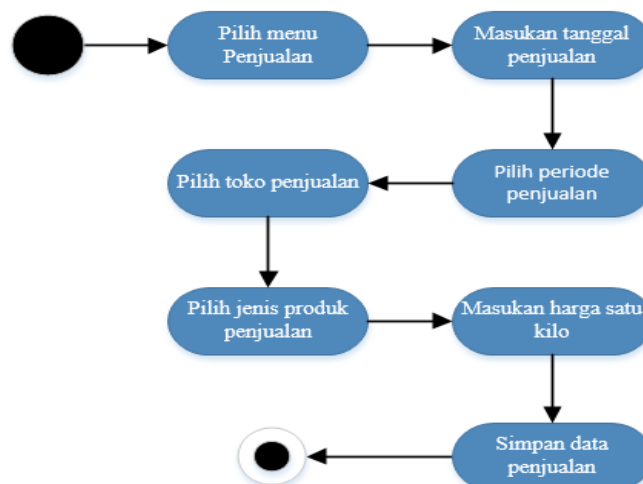 Pilih menu
Penjualan
Masukan tanggal
penjualan
Pilih periode
penjualan
Pilih toko penjualan
Pilih jenis produk
penjualan
Masukan harga satu
kilo
Simpan data
penjualan